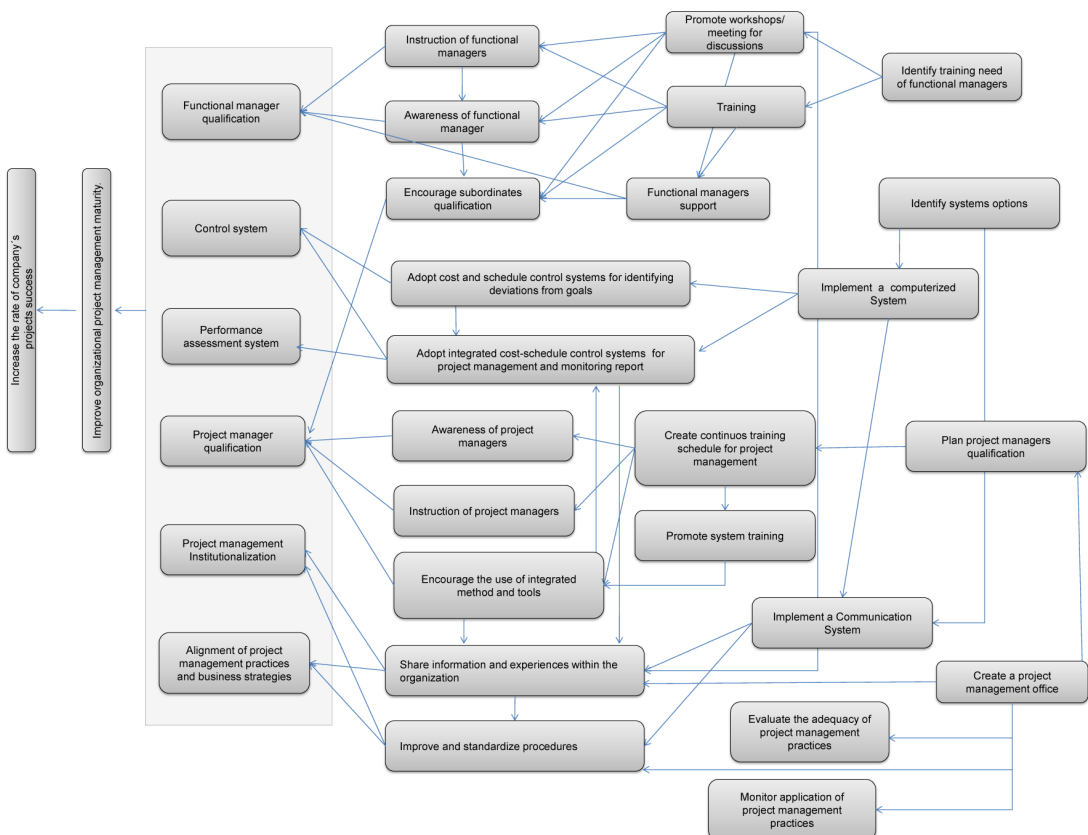 Increase the rate of company´s
projects success
Improve organizational project management maturity.
Functional manager
qualification
Control system
Performance
assessment system
Project manager
qualification
Project management
Institutionalization
Alignment of project
management practices
and business strategies
Instruction of functional
managers
Awareness of functional
manager
Encourage subordinates
qualification
Adopt cost and schedule control systems for identifying
deviations from goals
Adopt integrated cost-schedule control systems for
project management and monitoring report
Awareness of project
managers
Instruction of project managers
Encourage the use of integrated
method and tools
Share information and experiences within the
organization
Improve and standardize procedures
Promote workshops/
meeting for
discussions
Training
Functional managers
support
Create continuos training
schedule for project
management
Promote system training
Identify training need
of functional managers
Identify systems options
Implement a computerized
System
Plan project managers
qualification
Implement a Communication
System
Create a project
management office
Evaluate the adequacy of
project management
practices
Monitor application of
project management
practices